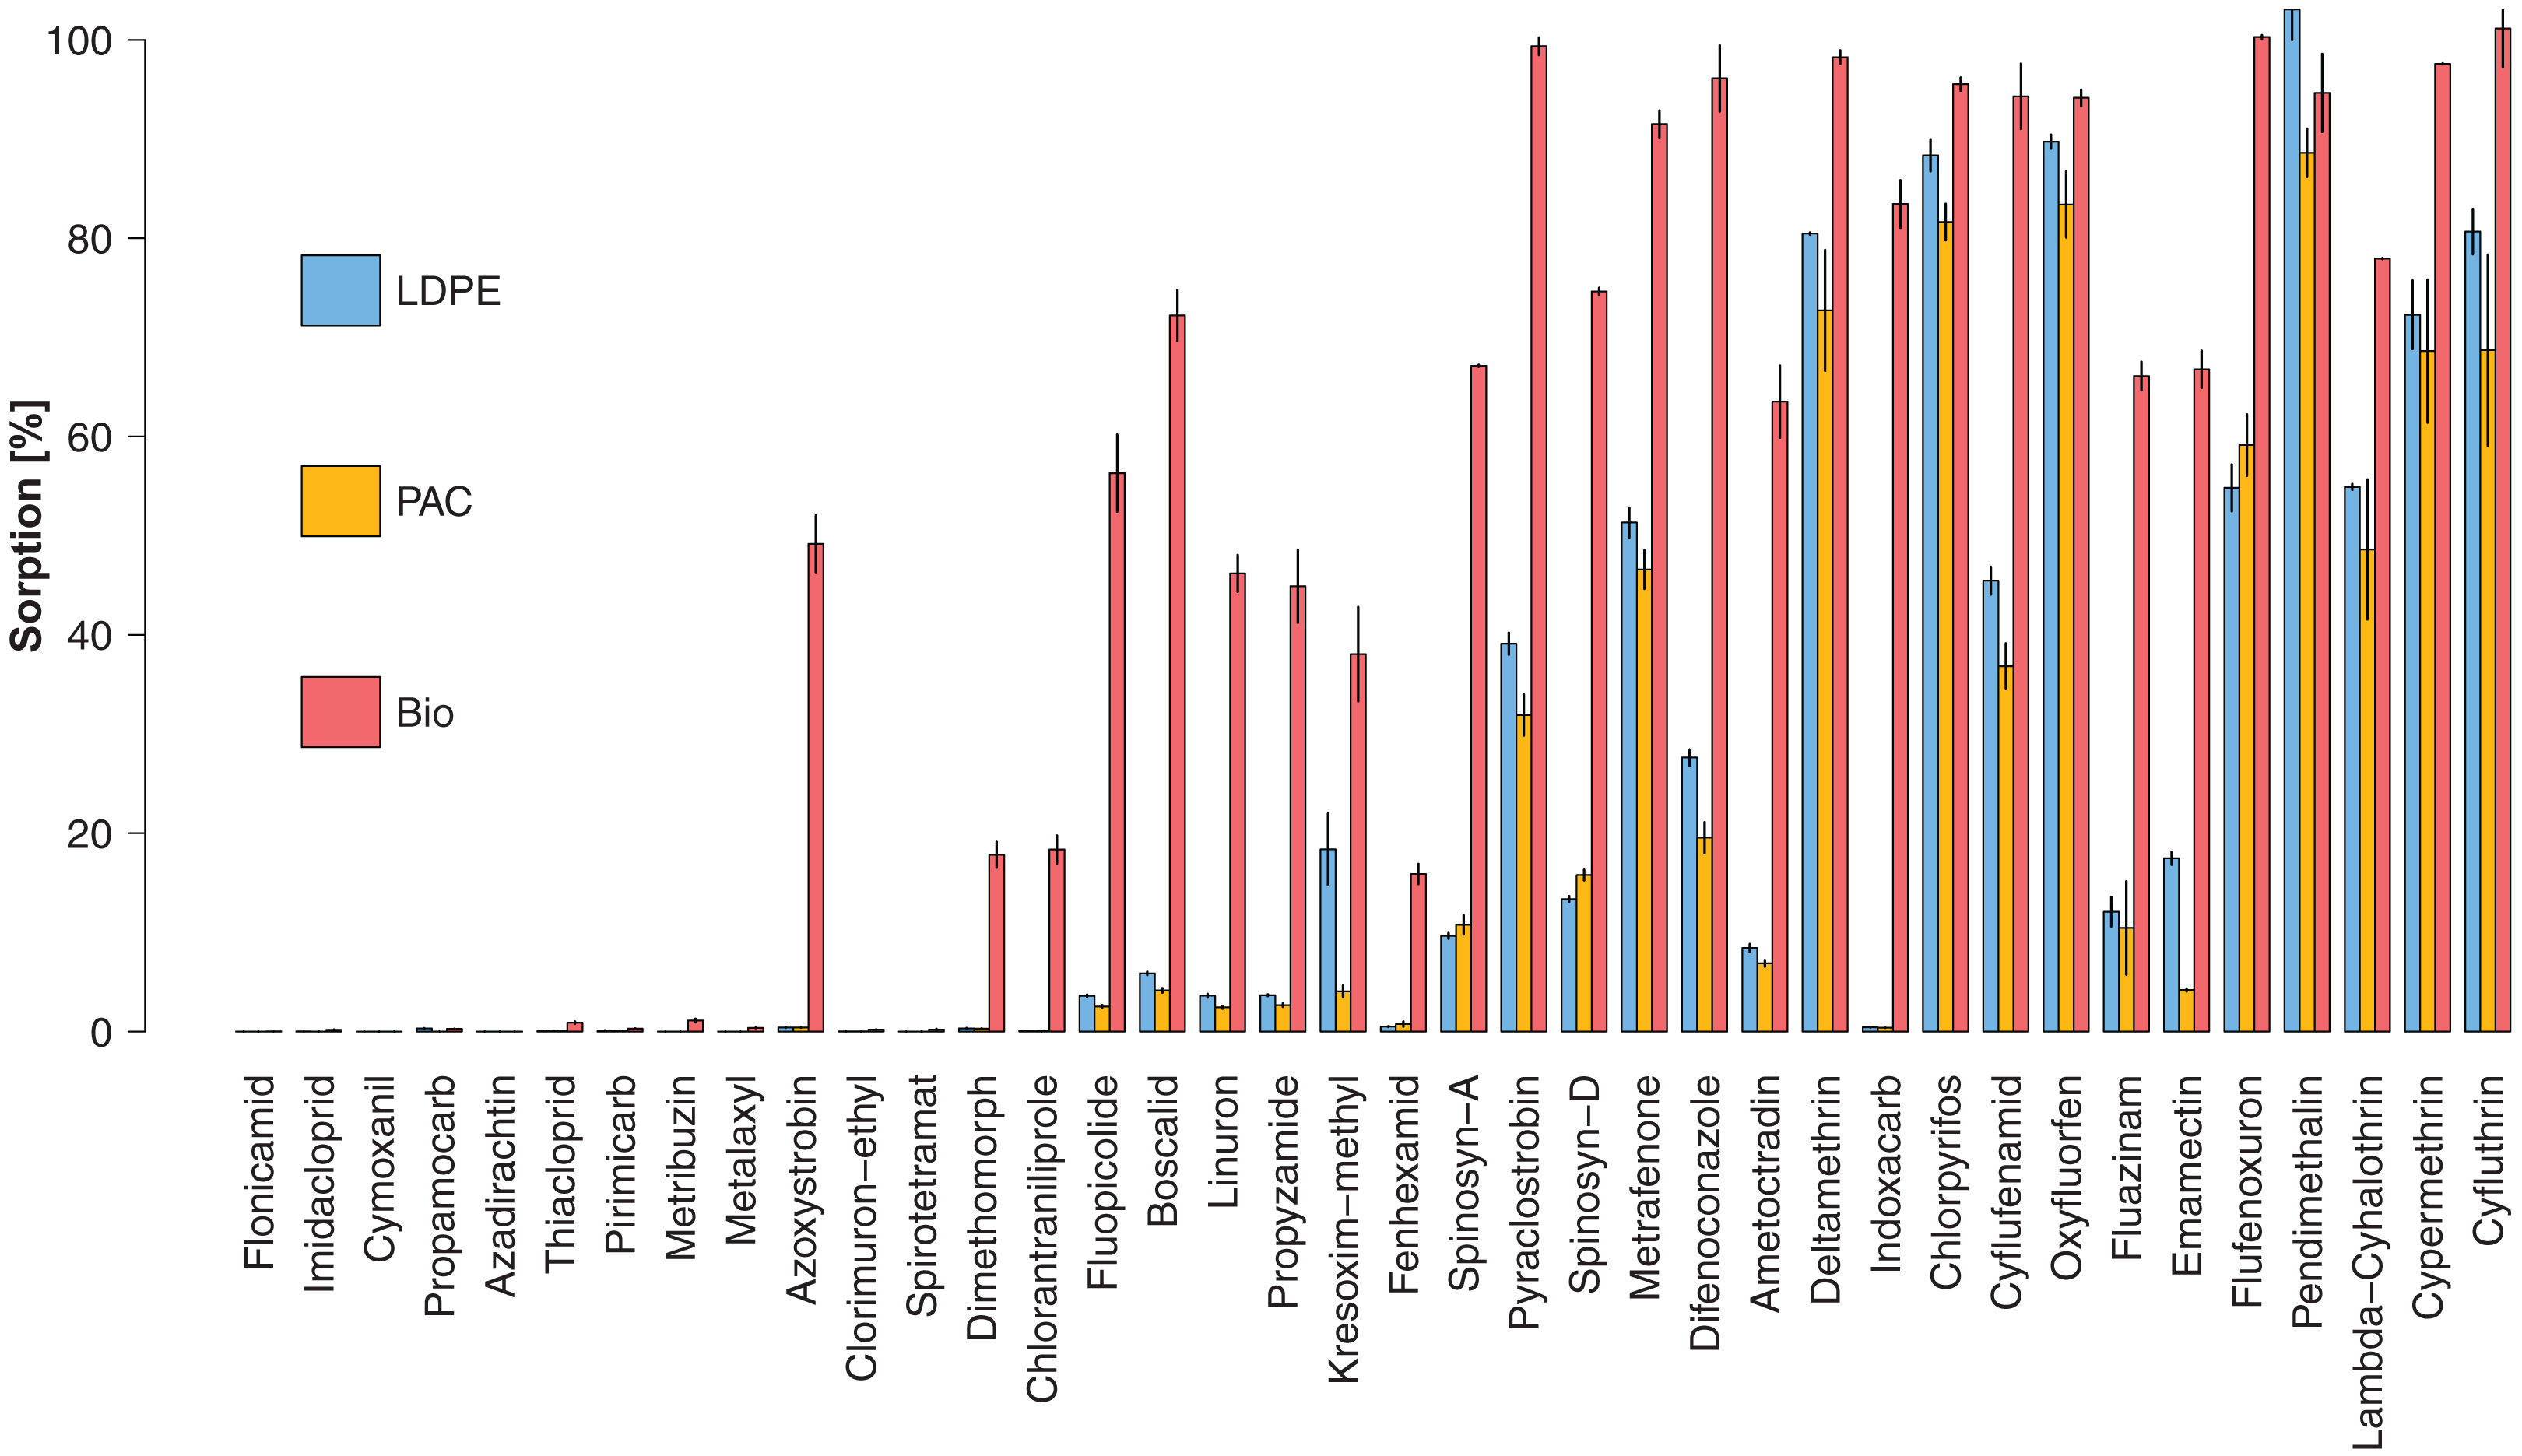 100
80
60
40
20
0
Sorption [%]
LDPE
PAC
Bio
Flonicamid
Imidacloprid
Cymoxanil
Propamocarb
Azadirachtin
Thiacloprid
Pirimicarb
Metribuzin
Metalaxyl
Azoxystrobin
Clorimuron−ethyl
Spirotetramat
Dimethomorph
Chlorantraniliprole
Fluopicolide
Boscalid
Linuron
Propyzamide
Kresoxim−methyl
Fenhexamid
Spinosyn−A
Pyraclostrobin
Spinosyn−D
Metrafenone
Difenoconazole
Ametoctradin
Deltamethrin
Indoxacarb
Chlorpyrifos
Cyflufenamid
Oxyfluorfen
Fluazinam
Emamectin
Flufenoxuron
Pendimethalin
Lambda−Cyhalothrin
Cypermethrin
Cyfluthrin